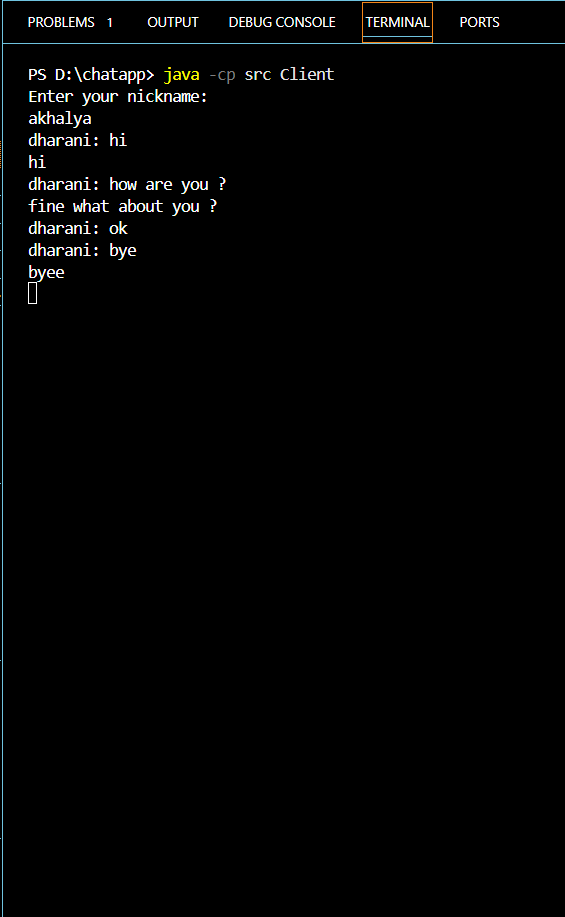 PROBLEMS 1 OUTPUT DEBUG CONSOLE TERMINAL PORTS
PS D:\chatapp> java -cp src Client
Enter your nickname:
akhalya
dharani: hi
hi
dharani: how are you ?
fine what about you ?
dharani: ok
dharani: bye
byee